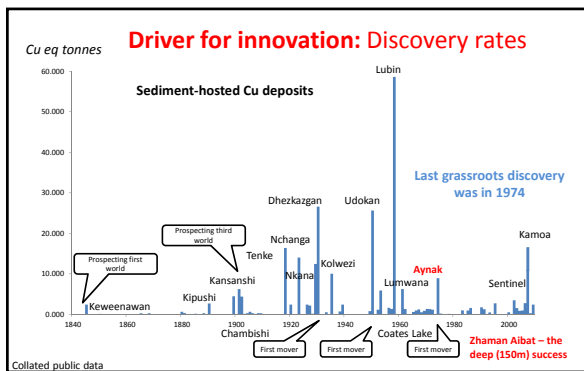 Driver for innovation: Discovery rates
Cu eq tonnes
60.000
50.000
40.000
30.000
20.000
10.000
0.000
Sediment-hosted Cu deposits
Lubin
Last grassroots discovery
was in 1974
Dhezkazgan
Udokan
Prospecting third
world
Nchanga
Kamoa
Prospecting first
world
Tenke
Kolwezi
Aynak
Kansanshi
Nkana
Lumwana
Sentinel
Kipushi
Keweenawan
1840
1860
1880
1900
1920
1940
1960
1980
2000
Chambishi
Coates Lake
First mover
First mover
First mover
Zhaman Aibat – the
deep (150m) success
Collated public data